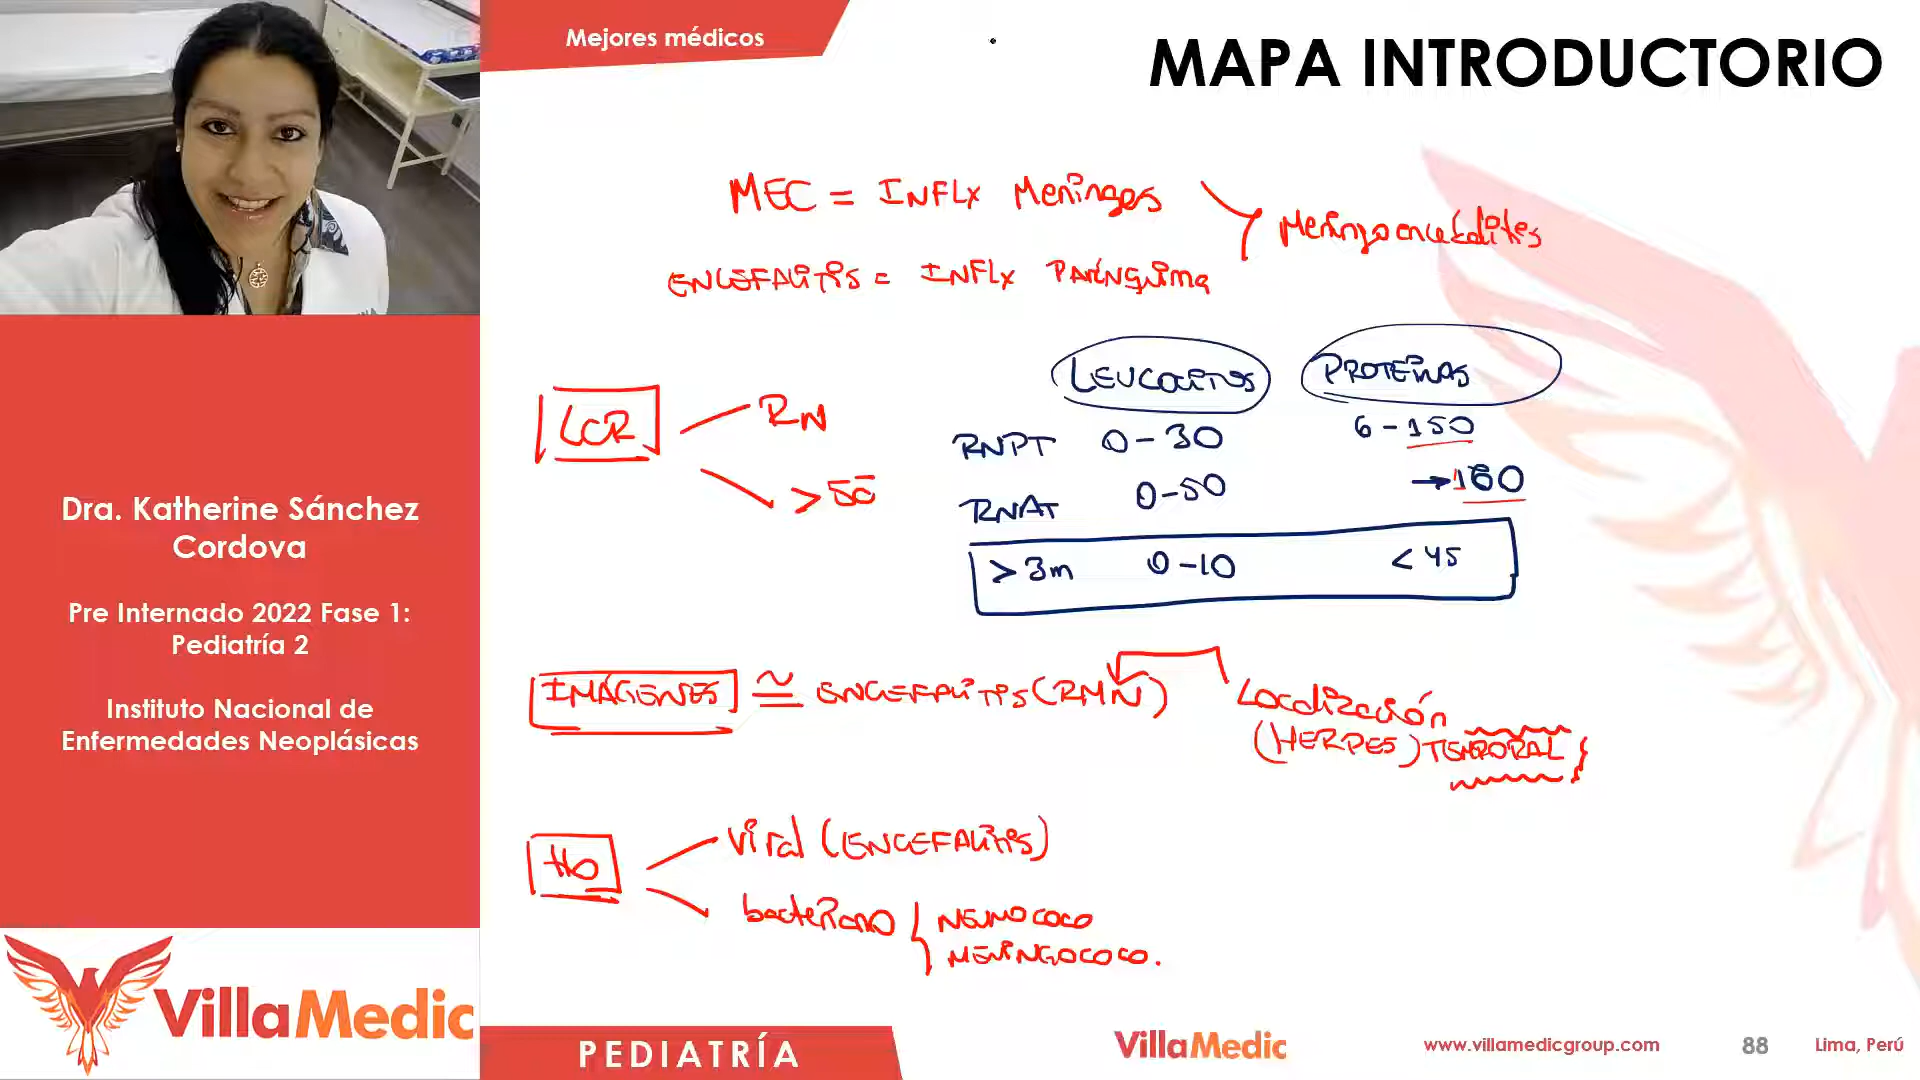 Mejores médicos
MAPA INTRODUCTORIO
MEC = INFLX Meninges
Meningoencefalitis
ENCEFALITIS = INFLX PARÉNQUIMA
LEUCOCITOS PROTEINAS
LCR
RN
RNPT 0-30 6-150
>50
RNAT 0-50 →180
>3m 0-10 <45
IMÁGENES ≅ ENCEFALITIS (RMN) Localización
(HERPES) TEMPORAL
viral (ENCEFALITIS)
bacteriano NEUMOCOCO
MENINGOCOCO.
Dra. Katherine Sánchez
Cordova
Pre Internado 2022 Fase 1:
Pediatría 2
Instituto Nacional de
Enfermedades Neoplásicas
VillaMedic
PEDIATRÍA
VillaMedic
www.villamedicgroup.com
88
Lima, Perú